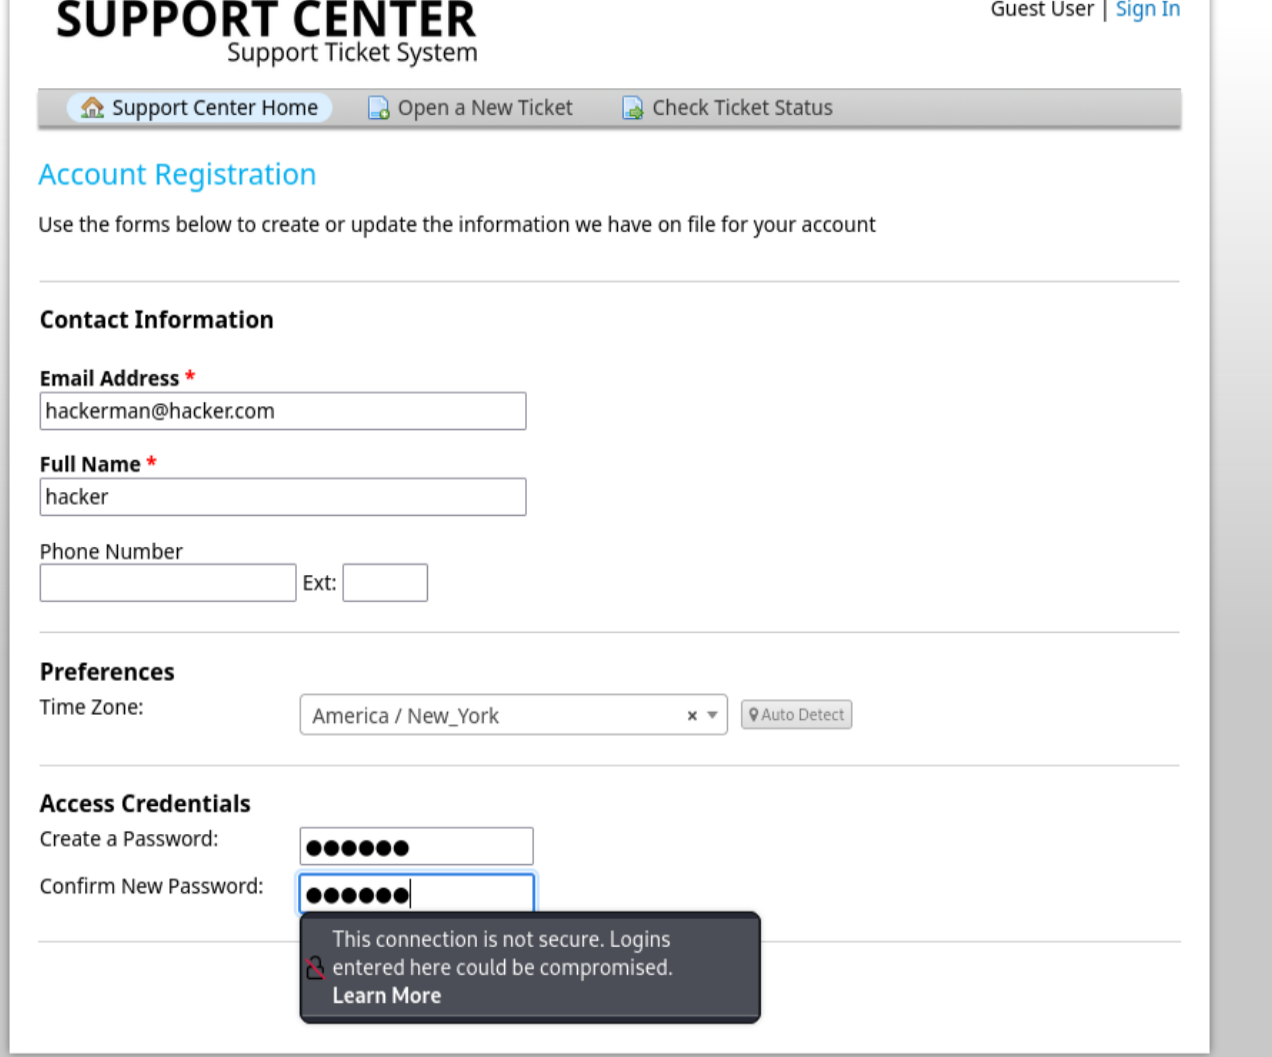 SUPPORT CENTER
Support Ticket System
Guest User | Sign In
Support Center Home Open a New Ticket Check Ticket Status
Account Registration
Use the forms below to create or update the information we have on file for your account
Contact Information
Email Address *
hackerman@hacker.com
Full Name *
hacker
Phone Number
Ext:
Preferences
Time Zone:
America / New_York × Auto Detect
Access Credentials
Create a Password:
●●●●●●
Confirm New Password:
●●●●●●
This connection is not secure. Logins
entered here could be compromised.
Learn More